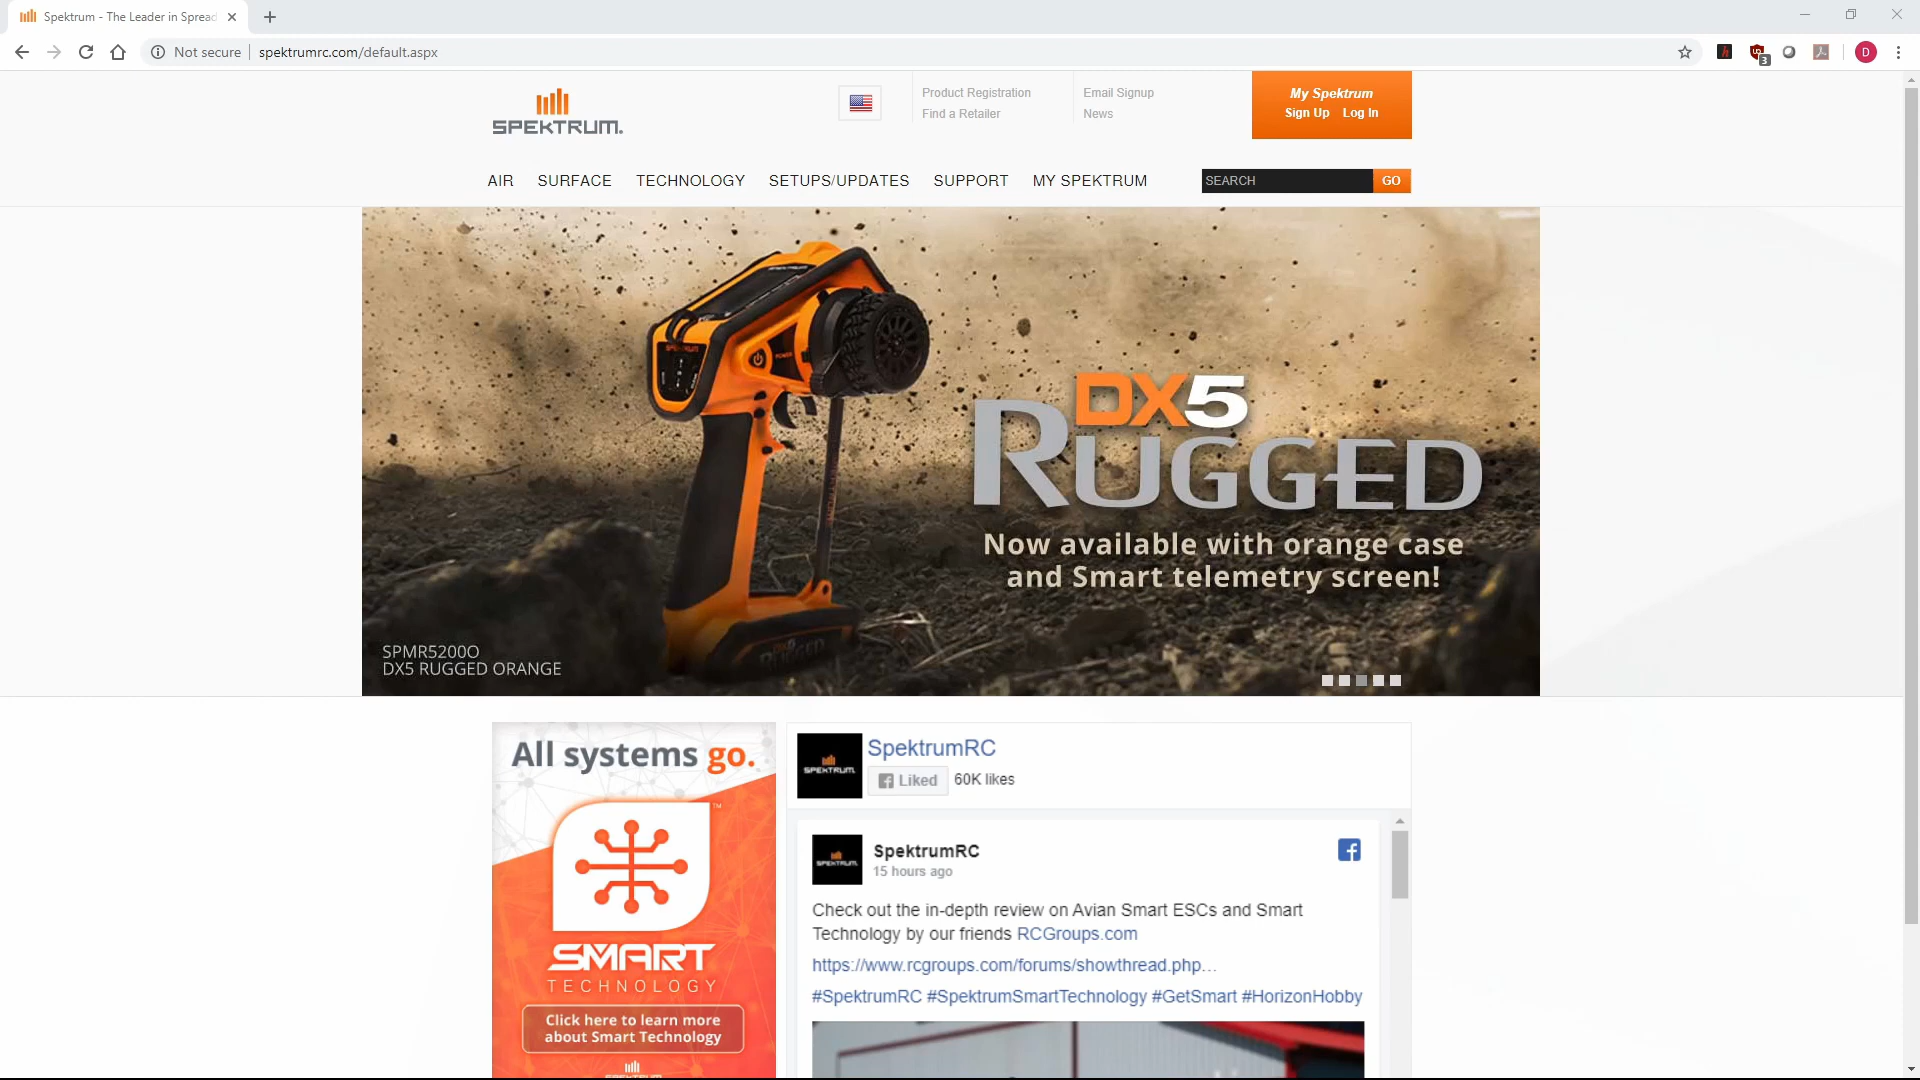 Spektrum - The Leader in Spread
Not secure
spektrumrc.com/default.aspx
3
D
SPEKTRUM.
Product Registration
Find a Retailer
Email Signup
News
My Spektrum
Sign Up Log In
AIR SURFACE TECHNOLOGY SETUPS/UPDATES SUPPORT MY SPEKTRUM
SEARCH
GO
DX5
RUGGED
Now available with orange case
and Smart telemetry screen!
SPMR5200O
DX5 RUGGED ORANGE
All systems go.
SMART
TECHNOLOGY
TM
Click here to learn more
about Smart Technology
SPEKTRUM
SPEKTRUM.
SpektrumRC
Liked
60K likes
SPEKTRUM.
SpektrumRC
15 hours ago
Check out the in-depth review on Avian Smart ESCs and Smart
Technology by our friends RCGroups.com
https://www.rcgroups.com/forums/showthread.php…
#SpektrumRC #SpektrumSmartTechnology #GetSmart #HorizonHobby